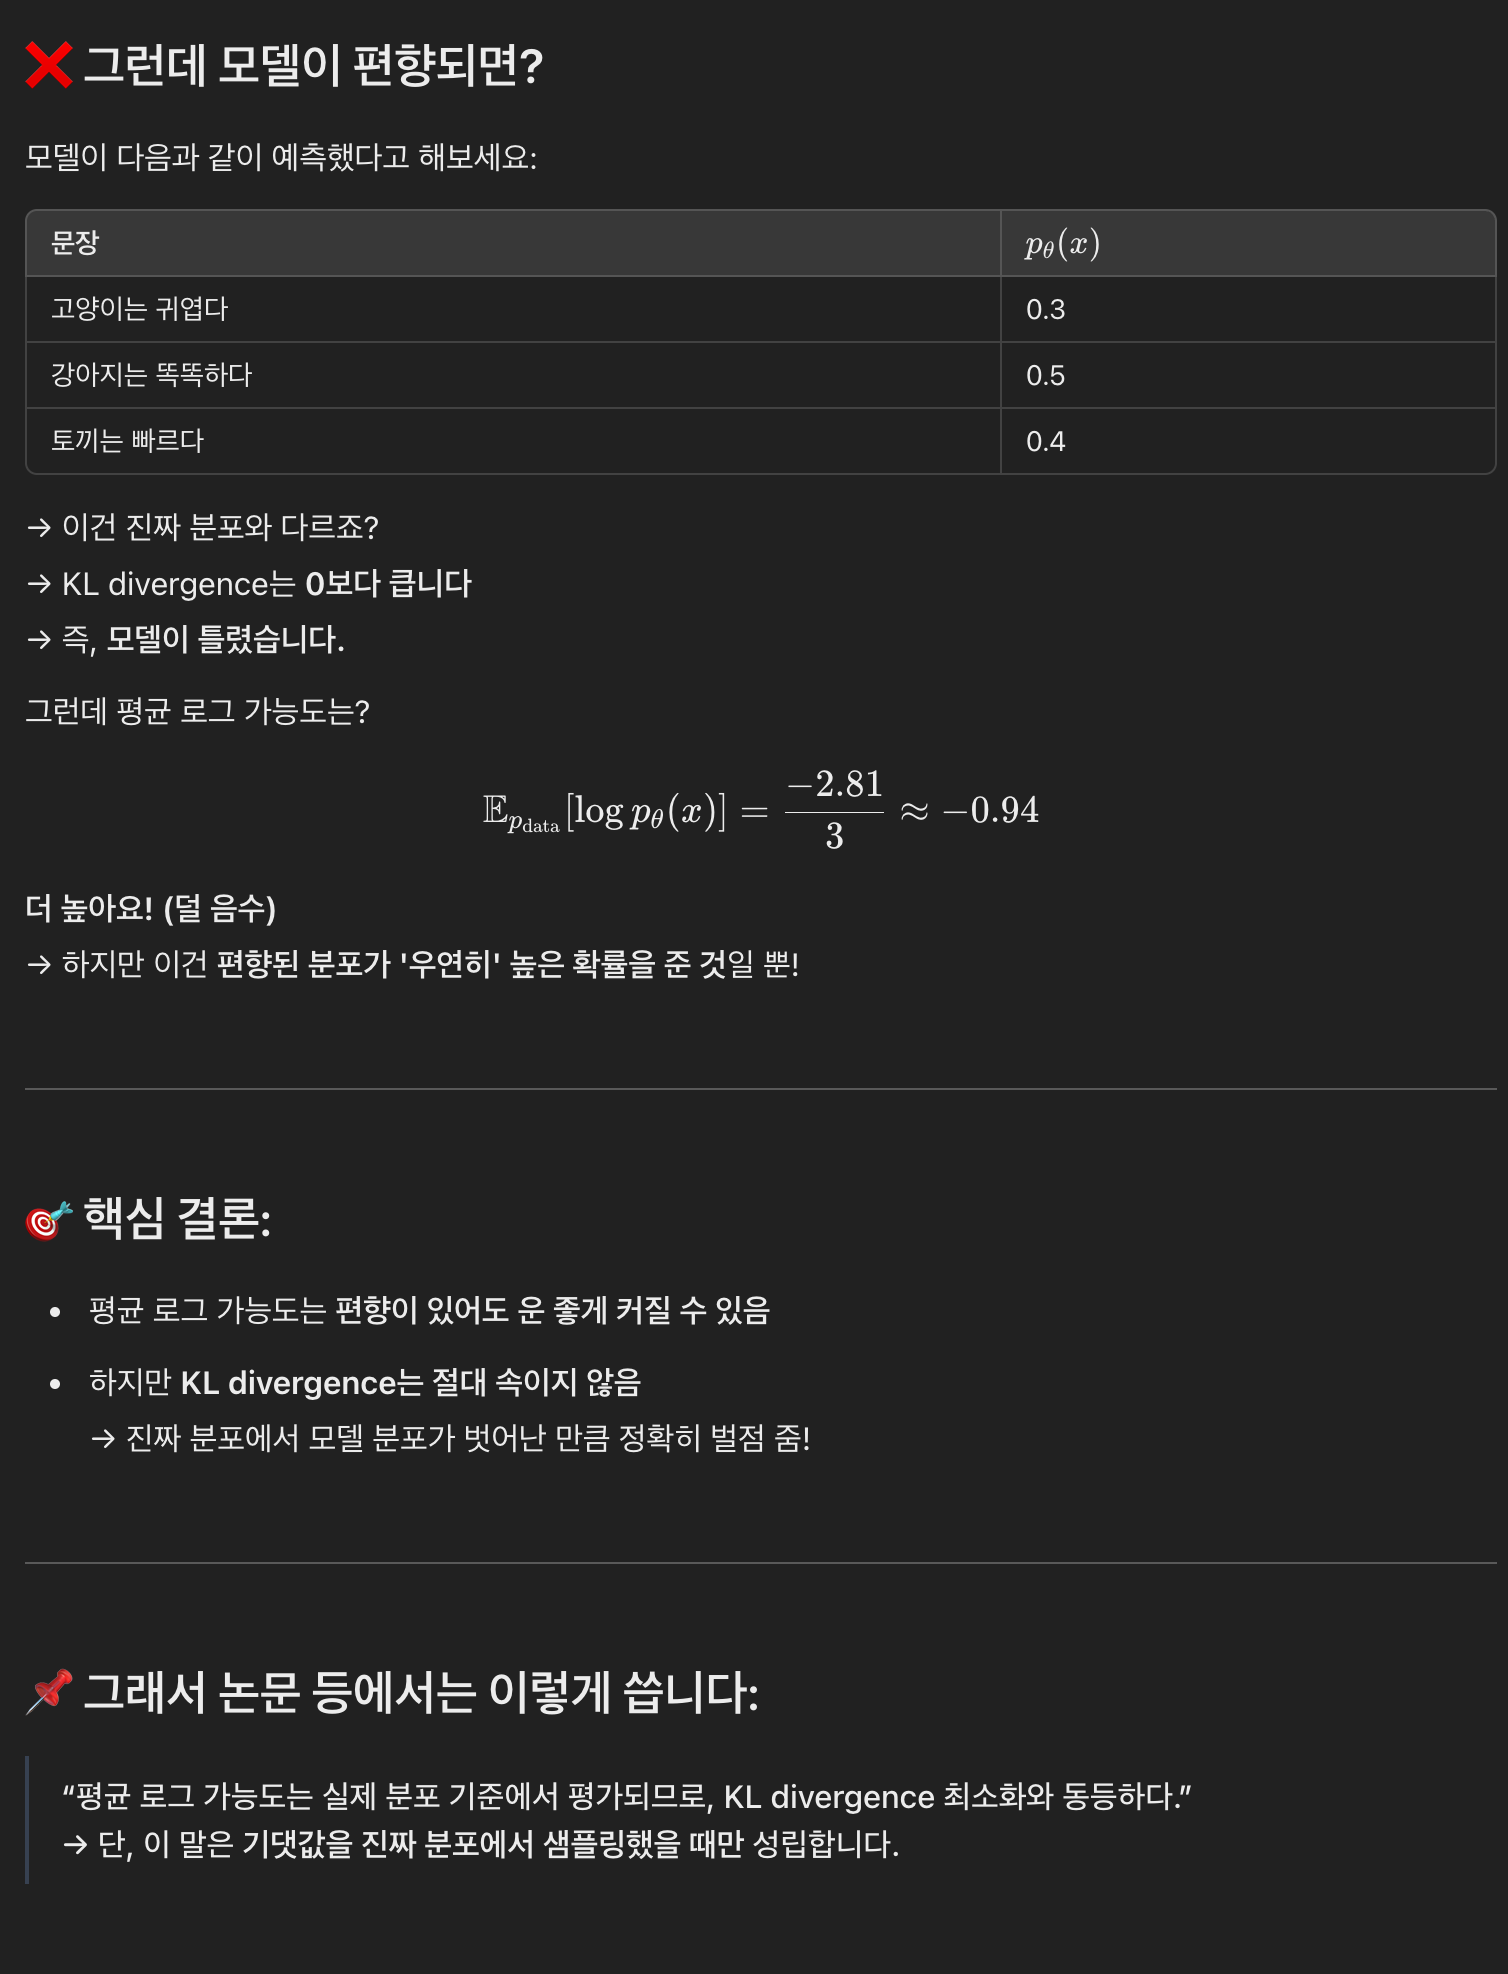 ❌ 그런데 모델이 편향되면?
모델이 다음과 같이 예측했다고 해보세요:
문장 p_θ(x)
고양이는 귀엽다 0.3
강아지는 똑똑하다 0.5
토끼는 빠르다 0.4
→ 이건 진짜 분포와 다르죠?
→ KL divergence는 0보다 큽니다
→ 즉, 모델이 틀렸습니다.
그런데 평균 로그 가능도는?
𝔼_{p_data}[log p_θ(x)] = −2.81/3 ≈ −0.94
더 높아요! (덜 음수)
→ 하지만 이건 편향된 분포가 '우연히' 높은 확률을 준 것일 뿐!
🎯 핵심 결론:
• 평균 로그 가능도는 편향이 있어도 운 좋게 커질 수 있음
• 하지만 KL divergence는 절대 속이지 않음
→ 진짜 분포에서 모델 분포가 벗어난 만큼 정확히 벌점 줌!
📌 그래서 논문 등에서는 이렇게 씁니다:
“평균 로그 가능도는 실제 분포 기준에서 평가되므로, KL divergence 최소화와 동등하다.”
→ 단, 이 말은 기댓값을 진짜 분포에서 샘플링했을 때만 성립합니다.